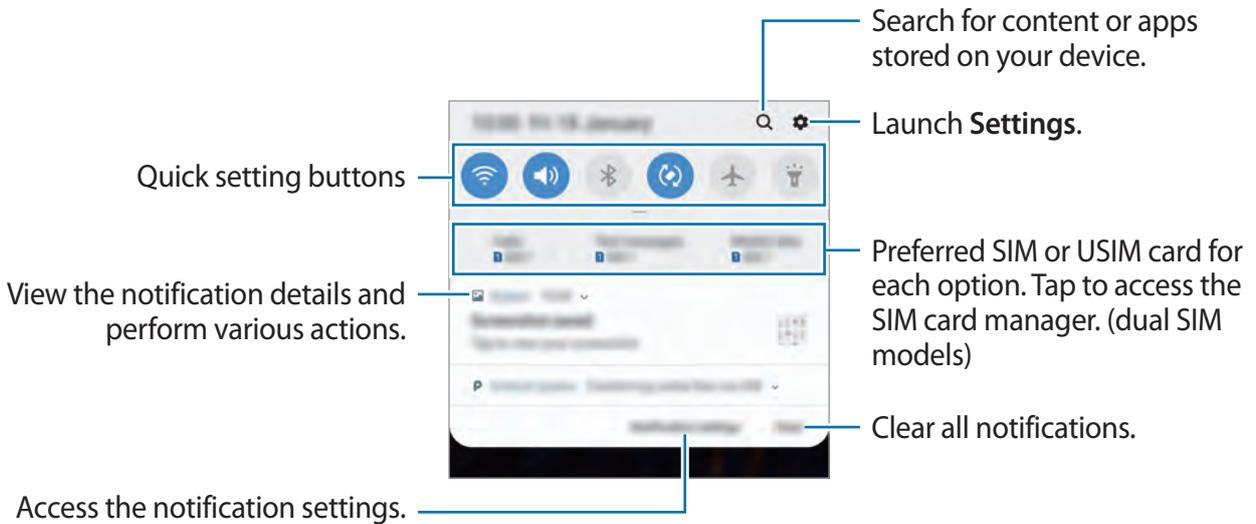 Search for content or apps
stored on your device.
Launch Settings.
Quick setting buttons
Preferred SIM or USIM card for
each option. Tap to access the
SIM card manager. (dual SIM
models)
View the notification details and
perform various actions.
Clear all notifications.
Access the notification settings.